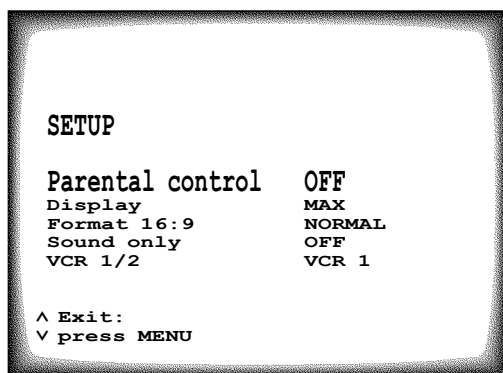 SETUP
Parental control OFF
Display MAX
Format 16:9 NORMAL
Sound only OFF
VCR 1/2 VCR 1
∧ Exit:
∨ press MENU